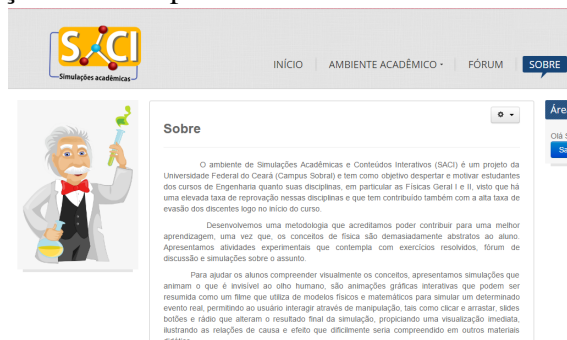 SACI
Simulações acadêmicas
INÍCIO
AMBIENTE ACADÊMICO
FÓRUM
SOBRE
Sobre
O ambiente de Simulações Acadêmicas e Conteúdos Interativos (SACI) é um projeto da
Universidade Federal do Ceará (Campus Sobral) e tem como objetivo despertar e motivar estudantes
dos cursos de Engenharia quanto suas disciplinas, em particular as Físicas Geral I e II, visto que há
uma elevada taxa de reprovação nessas disciplinas e que tem contribuído também com a alta taxa de
evasão dos discentes logo no início do curso.
Desenvolvemos uma metodologia que acreditamos poder contribuir para uma melhor
aprendizagem, uma vez que, os conceitos de física são demasiadamente abstratos ao aluno.
Apresentamos atividades experimentais que contempla com exercícios resolvidos, fórum de
discussão e simulações sobre o assunto.
Para ajudar os alunos compreender visualmente os conceitos, apresentamos simulações que
animam o que é invisível ao olho humano, são animações gráficas interativas que podem ser
resumida como um filme que utiliza de modelos físicos e matemáticos para simular um determinado
evento real, permitindo ao usuário interagir através de manipulação, tais como clicar e arrastar, slides
botões e rádio que alteram o resultado final da simulação, propiciando uma visualização imediata,
ilustrando as relações de causa e efeito que dificilmente seria compreendido em outros materiais
Áre
Olá S
Sa